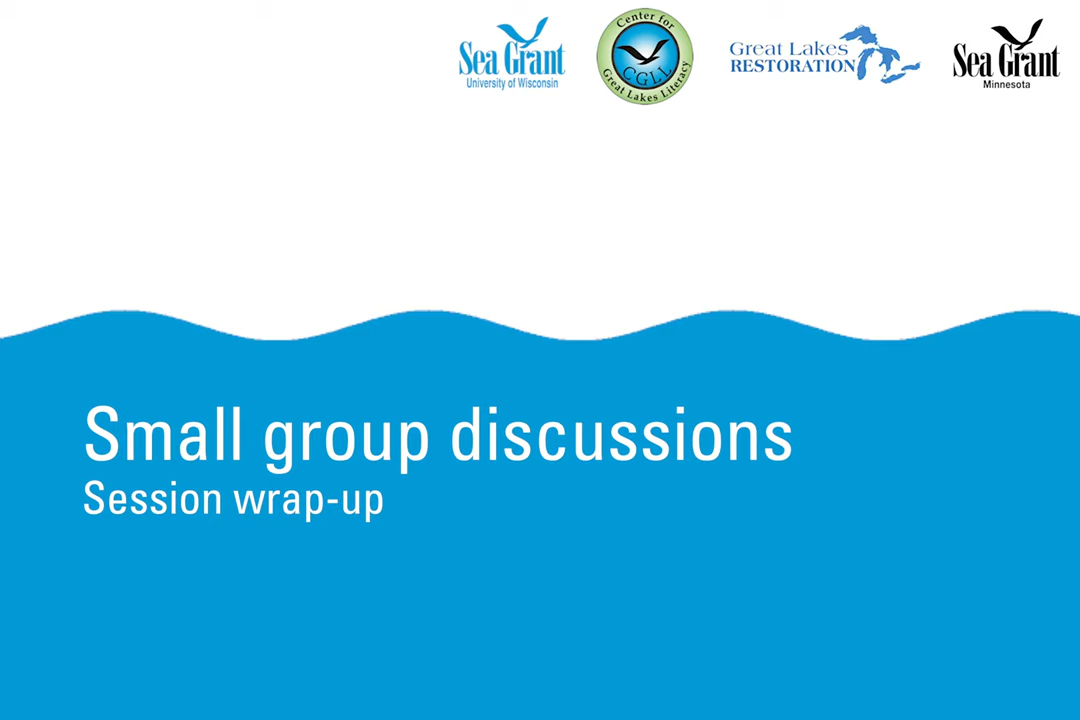 Sea Grant
University of Wisconsin
Center for
CGLL
Great Lakes Literacy
Great Lakes
RESTORATION
Sea Grant
Minnesota
Small group discussions
Session wrap-up